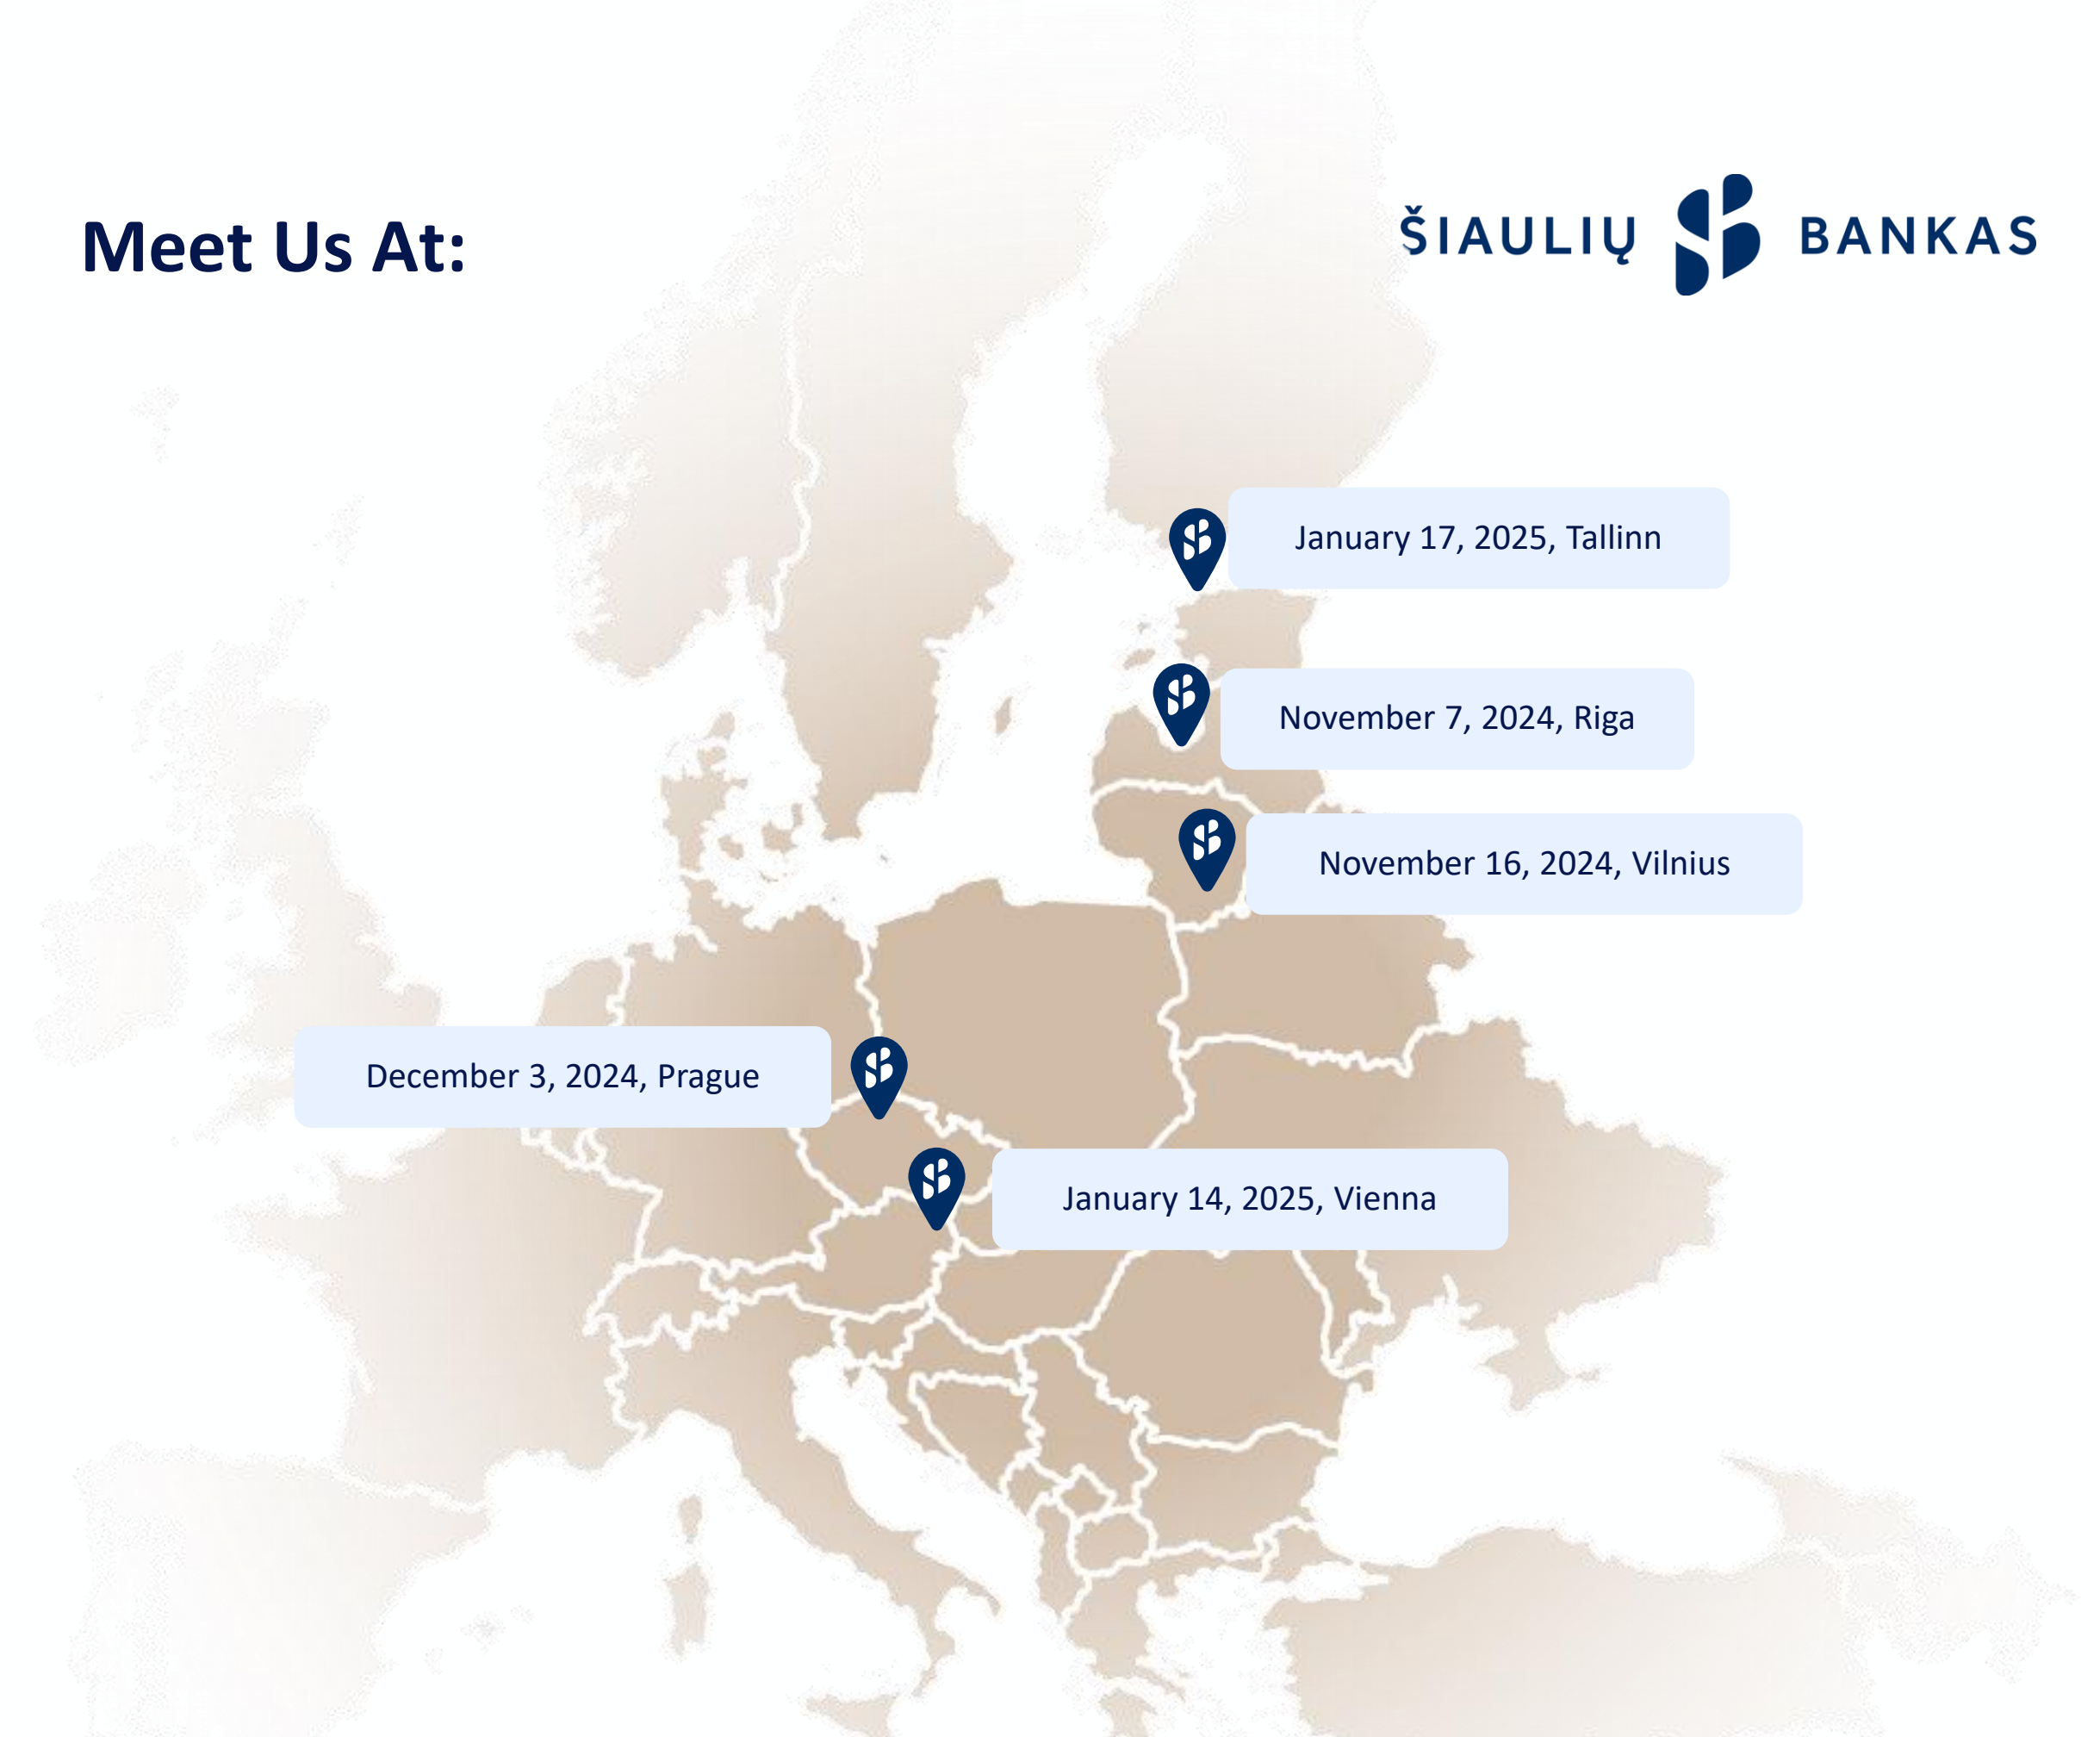 Meet Us At:
ŠIAULIŲ BANKAS
January 17, 2025, Tallinn
November 7, 2024, Riga
November 16, 2024, Vilnius
December 3, 2024, Prague
January 14, 2025, Vienna